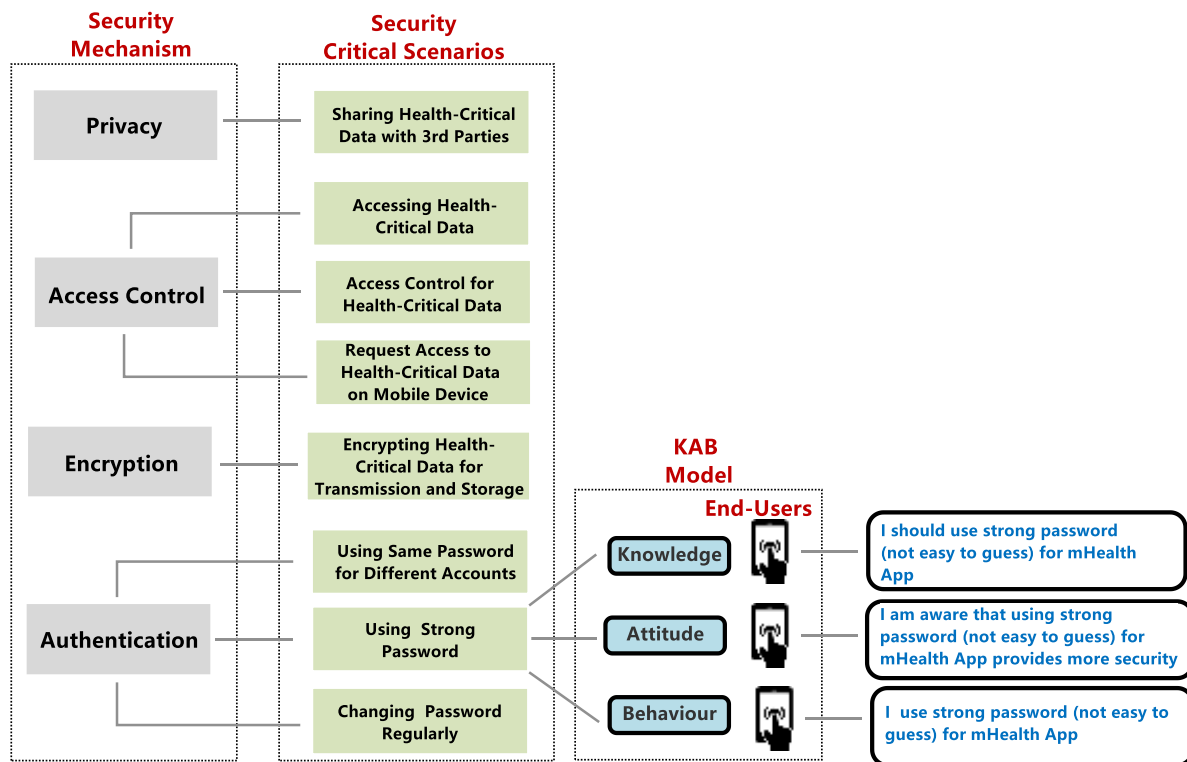 Security
Mechanism
Security
Critical Scenarios
Privacy
Sharing Health-Critical
Data with 3rd Parties
Accessing Health-
Critical Data
Access Control
Access Control for
Health-Critical Data
Request Access to
Health-Critical Data
on Mobile Device
Encryption
Encrypting Health-
Critical Data for
Transmission and Storage
KAB
Model
End-Users
Using Same Password
for Different Accounts
Authentication
Using Strong
Password
Changing Password
Regularly
Knowledge
I should use strong password
(not easy to guess) for mHealth
App
Attitude
I am aware that using strong
password (not easy to guess) for
mHealth App provides more security
Behaviour
I use strong password (not easy to
guess) for mHealth App